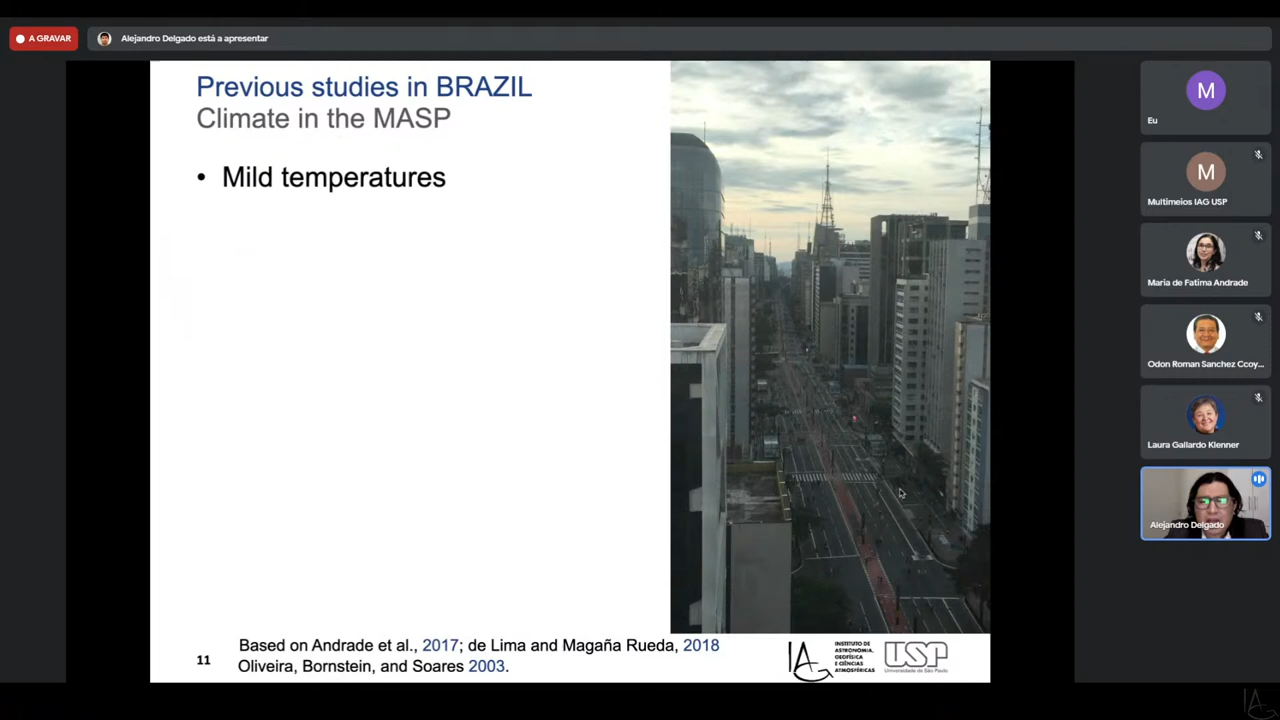 A GRAVAR
Alejandro Delgado está a apresentar
Previous studies in BRAZIL
Climate in the MASP
• Mild temperatures
Based on Andrade et al., 2017; de Lima and Magaña Rueda, 2018
Oliveira, Bornstein, and Soares 2003.
11
IAG
INSTITUTO DE
ASTRONOMIA,
GEOFÍSICA
E CIÊNCIAS
ATMOSFÉRICAS
USP
Universidade de São Paulo
M
Eu
M
Multimeios IAG USP
Maria de Fatima Andrade
Odon Roman Sanchez Ccoy...
Laura Gallardo Klenner
Alejandro Delgado
IAG